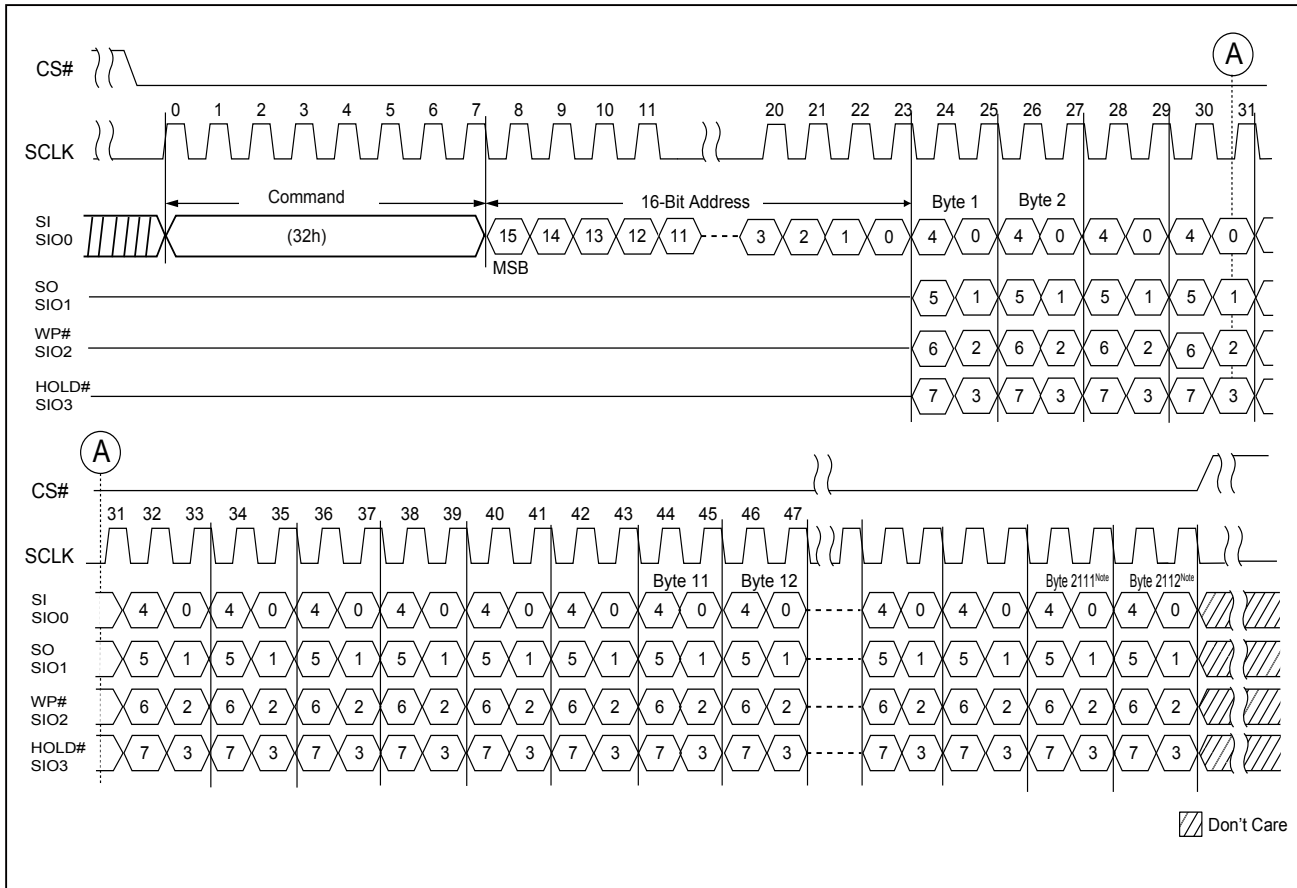 A
CS#
0 1 2 3 4 5 6 7 8 9 10 11 20 21 22 23 24 25 26 27 28 29 30 31
SCLK
Command 16-Bit Address Byte 1 Byte 2
SI
SIO0
(32h) 15 14 13 12 11 3 2 1 0 4 0 4 0 4 0 4 0
MSB
SO
SIO1
5 1 5 1 5 1 5 1
WP#
SIO2
6 2 6 2 6 2 6 2
HOLD#
SIO3
7 3 7 3 7 3 7 3
A
CS#
31 32 33 34 35 36 37 38 39 40 41 42 43 44 45 46 47
SCLK
Byte 11 Byte 12 Byte 2111Note Byte 2112Note
SI
SIO0
4 0 4 0 4 0 4 0 4 0 4 0 4 0 4 0 4 0 4 0 4 0 4 0
SO
SIO1
5 1 5 1 5 1 5 1 5 1 5 1 5 1 5 1 5 1 5 1 5 1 5 1
WP#
SIO2
6 2 6 2 6 2 6 2 6 2 6 2 6 2 6 2 6 2 6 2 6 2 6 2
HOLD#
SIO3
7 3 7 3 7 3 7 3 7 3 7 3 7 3 7 3 7 3 7 3 7 3 7 3
Don't Care